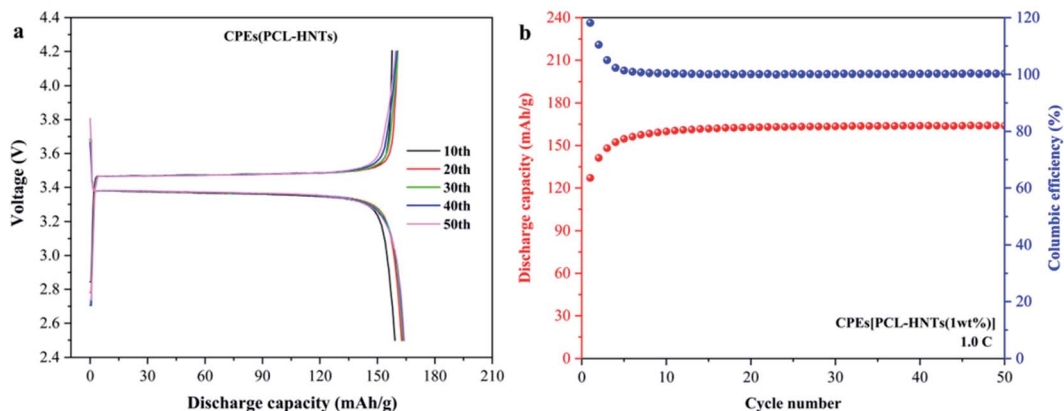 a
CPEs(PCL-HNTs)
4.4
4.2
4.0
3.8
3.6
3.4
3.2
3.0
2.8
2.6
2.4
Voltage (V)
10th
20th
30th
40th
50th
0 30 60 90 120 150 180 210
Discharge capacity (mAh/g)
b
240
210
180
150
120
90
60
30
0
Discharge capacity (mAh/g)
120
100
80
60
40
20
0
Columbic efficiency (%)
CPEs[PCL-HNTs(1wt%)]
1.0 C
0 10 20 30 40 50
Cycle number